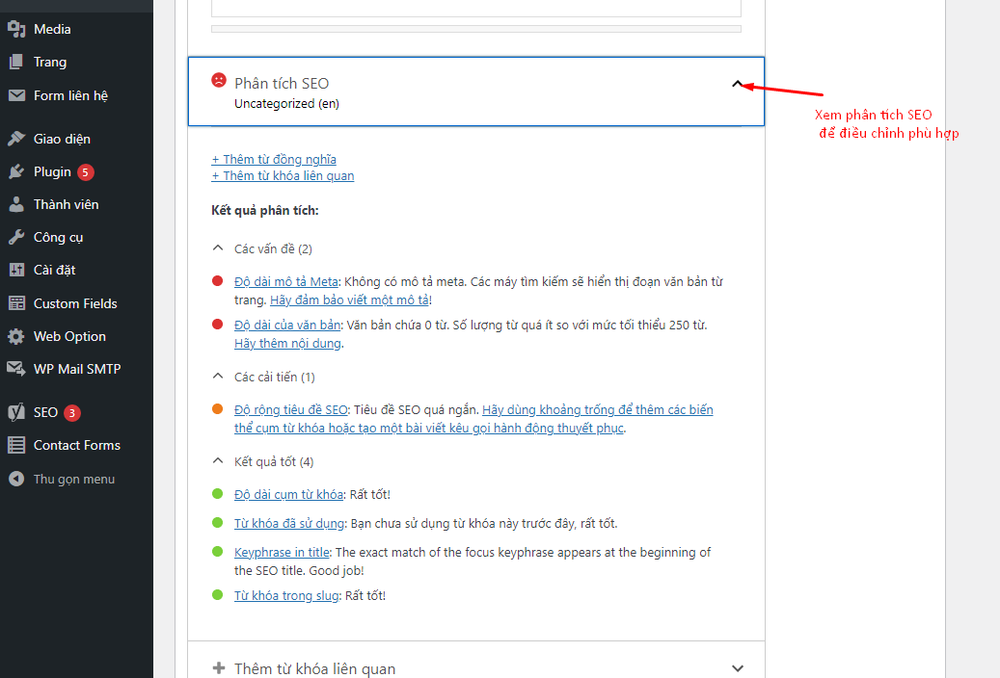 Media
Trang
Form liên hệ
Giao diện
Plugin 5
Thành viên
Công cụ
Cài đặt
Custom Fields
Web Option
WP Mail SMTP
SEO 3
Contact Forms
Thu gọn menu
Phân tích SEO
Uncategorized (en)
Xem phân tích SEO
để điều chỉnh phù hợp
+ Thêm từ đồng nghĩa
+ Thêm từ khóa liên quan
Kết quả phân tích:
Các vấn đề (2)
Độ dài mô tả Meta: Không có mô tả meta. Các máy tìm kiếm sẽ hiển thị đoạn văn bản từ
trang. Hãy đảm bảo viết một mô tả!
Độ dài của văn bản: Văn bản chứa 0 từ. Số lượng từ quá ít so với mức tối thiểu 250 từ.
Hãy thêm nội dung.
Các cải tiến (1)
Độ rộng tiêu đề SEO: Tiêu đề SEO quá ngắn. Hãy dùng khoảng trống để thêm các biến
thể cụm từ khóa hoặc tạo một bài viết kêu gọi hành động thuyết phục.
Kết quả tốt (4)
Độ dài cụm từ khóa: Rất tốt!
Từ khóa đã sử dụng: Bạn chưa sử dụng từ khóa này trước đây, rất tốt.
Keyphrase in title: The exact match of the focus keyphrase appears at the beginning of
the SEO title. Good job!
Từ khóa trong slug: Rất tốt!
Thêm từ khóa liên quan